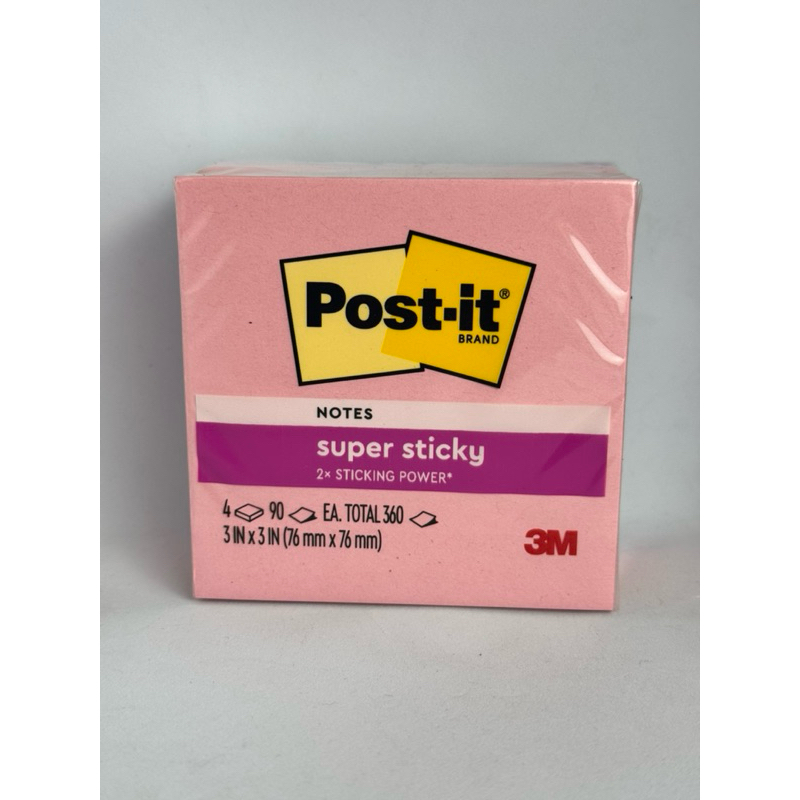 Post-it®
BRAND
NOTES
super sticky
2× STICKING POWER*
4 90 EA. TOTAL 360
3 IN x 3 IN (76 mm x 76 mm)
3M